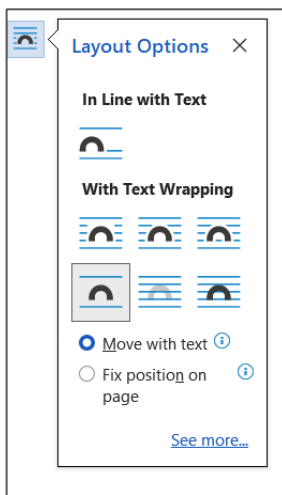 Layout Options
In Line with Text
With Text Wrapping
Move with text
Fix position on
page
See more...